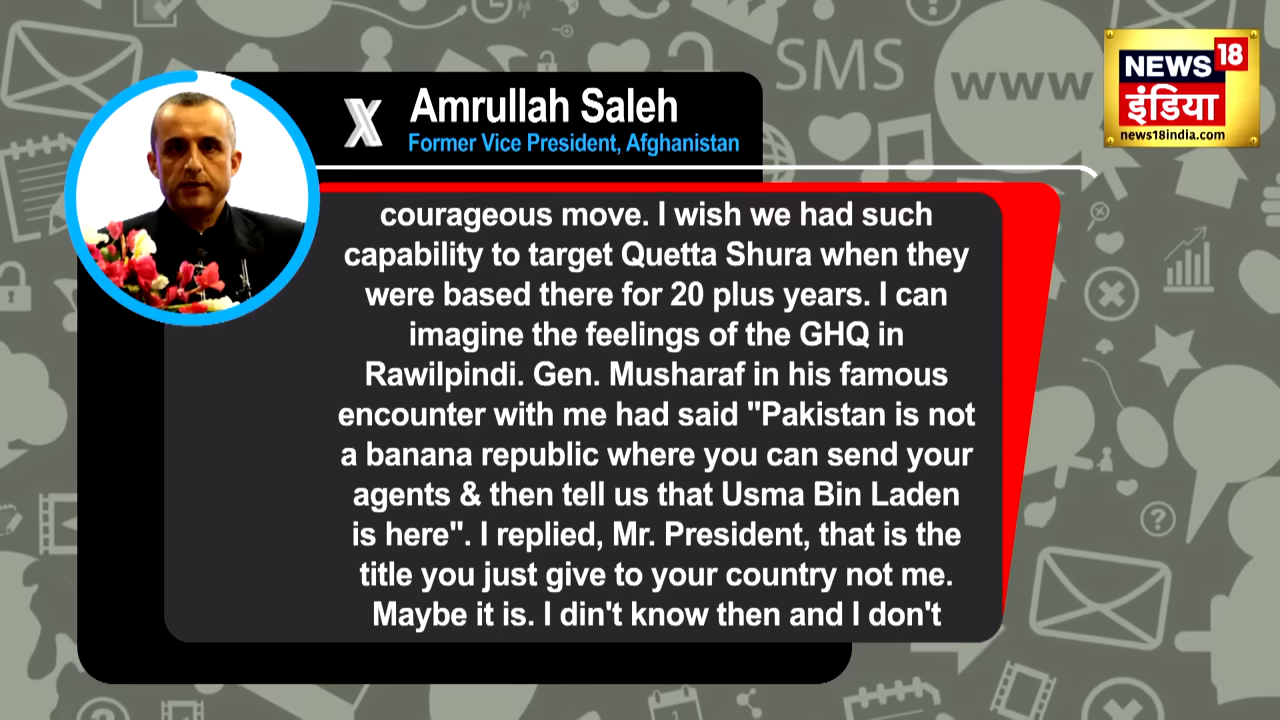 SMS
www
NEWS 18
इंडिया
news18india.com
X Amrullah Saleh
Former Vice President, Afghanistan
courageous move. I wish we had such
capability to target Quetta Shura when they
were based there for 20 plus years. I can
imagine the feelings of the GHQ in
Rawilpindi. Gen. Musharaf in his famous
encounter with me had said "Pakistan is not
a banana republic where you can send your
agents & then tell us that Usma Bin Laden
is here". I replied, Mr. President, that is the
title you just give to your country not me.
Maybe it is. I din't know then and I don't